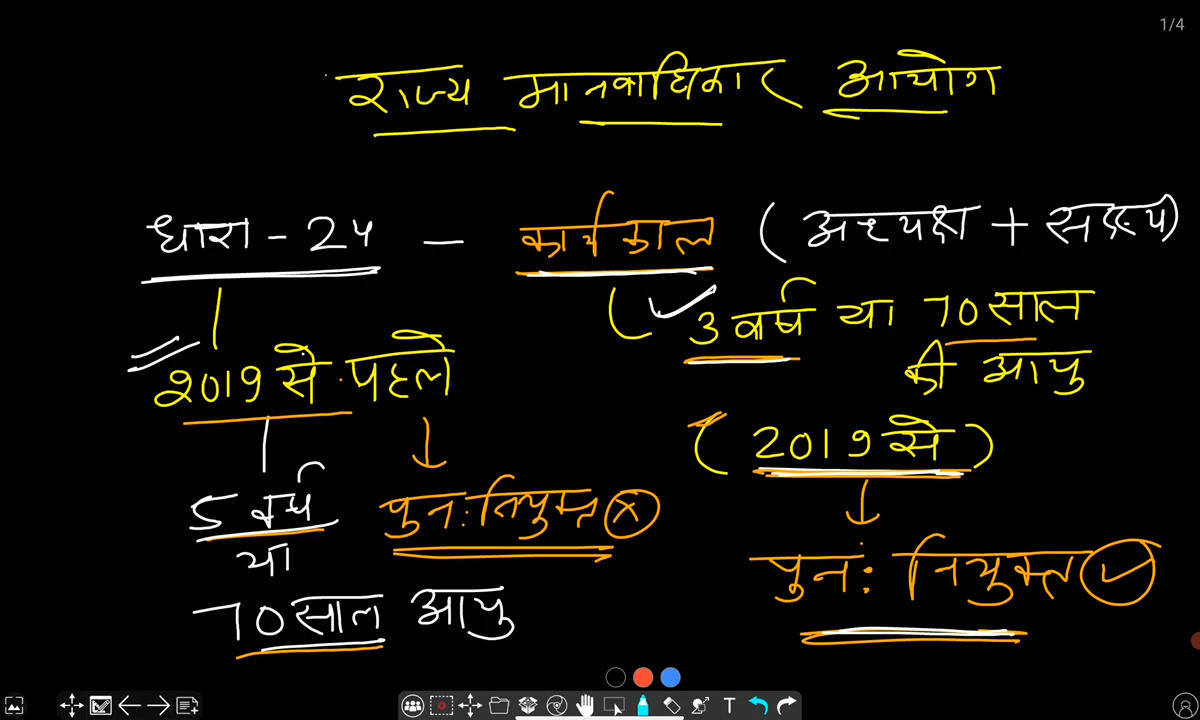 1/4
राज्य मानवाधिकार आयोग
धारा - 24 - कार्यकाल (अध्यक्ष + सदस्य)
3 वर्ष या 70 साल
की आयु
2019 से पहले
(2019 से)
5 वर्ष
या
70 साल आयु
पुनः नियुक्त
पुनः नियुक्त
T